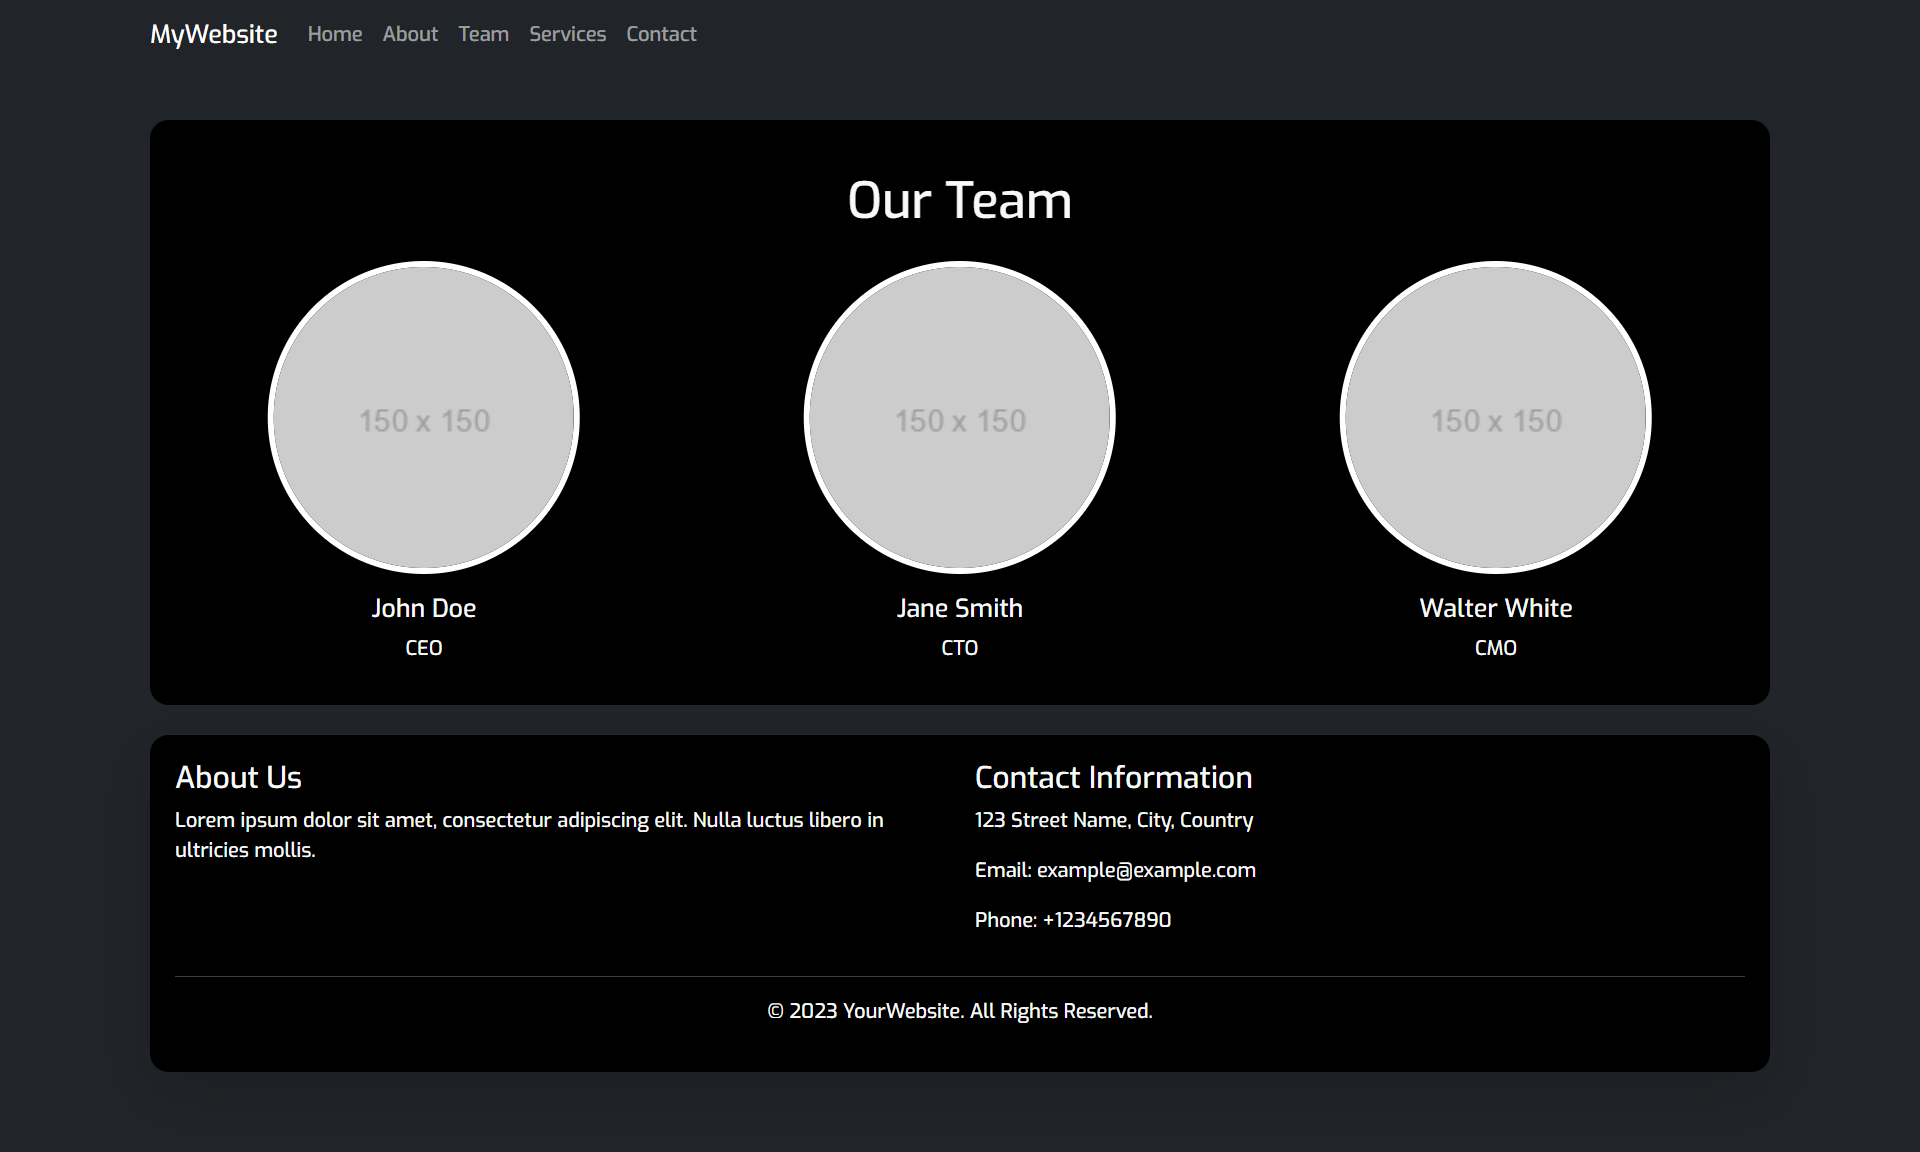 MyWebsite Home About Team Services Contact
Our Team
150 x 150 150 x 150 150 x 150
John Doe Jane Smith Walter White
CEO CTO CMO
About Us
Lorem ipsum dolor sit amet, consectetur adipiscing elit. Nulla luctus libero in
ultricies mollis.
Contact Information
123 Street Name, City, Country
Email: example@example.com
Phone: +1234567890
© 2023 YourWebsite. All Rights Reserved.